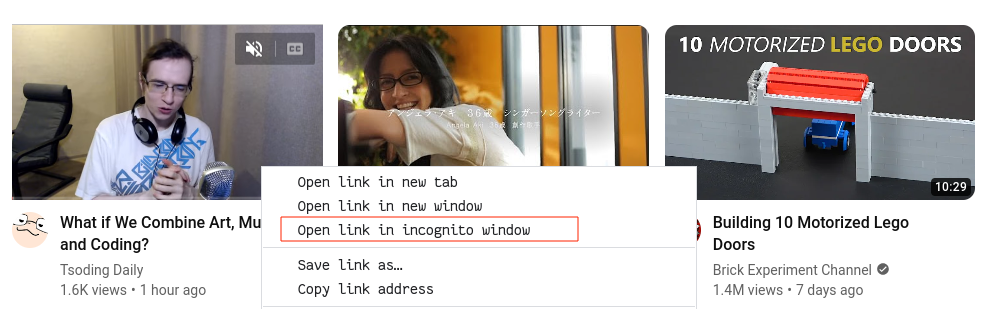 CC
アンジェラ・アキ　36歳　シンガーソングライター
10 MOTORIZED LEGO DOORS
10:29
What if We Combine Art, Mu
and Coding?
Tsoding Daily
1.6K views • 1 hour ago
Open link in new tab
Open link in new window
Open link in incognito window
Save link as…
Copy link address
Building 10 Motorized Lego
Doors
Brick Experiment Channel
1.4M views • 7 days ago